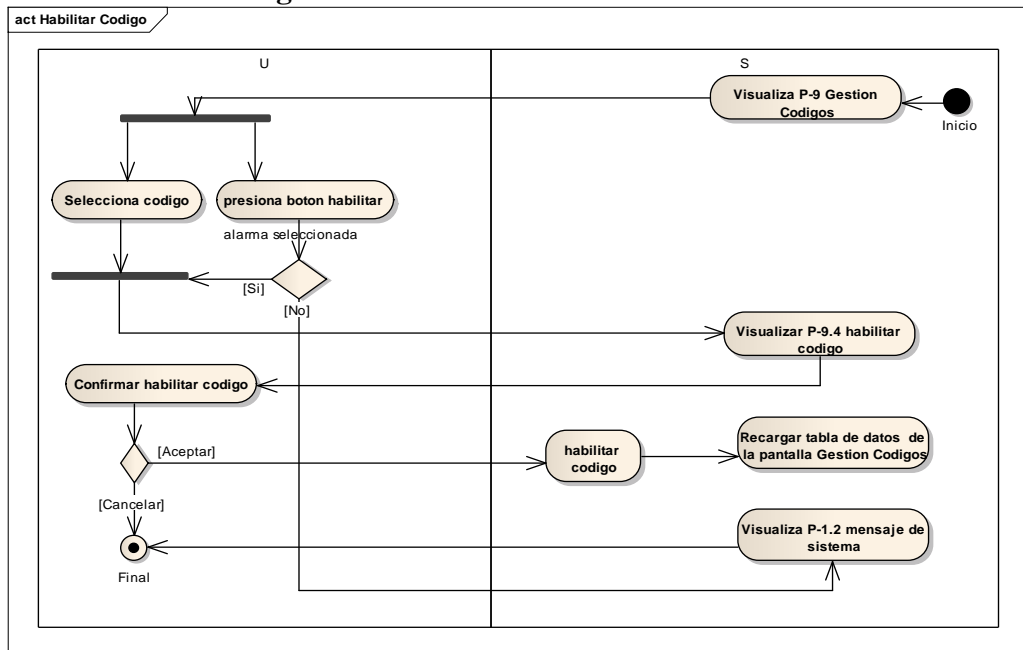 act Habilitar Codigo
U
S
Visualiza P-9 Gestion
Codigos
Inicio
Selecciona codigo
presiona boton habilitar
alarma seleccionada
[Si]
[No]
Visualizar P-9.4 habilitar
codigo
Confirmar habilitar codigo
[Aceptar]
habilitar
codigo
Recargar tabla de datos de
la pantalla Gestion Codigos
[Cancelar]
Visualiza P-1.2 mensaje de
sistema
Final